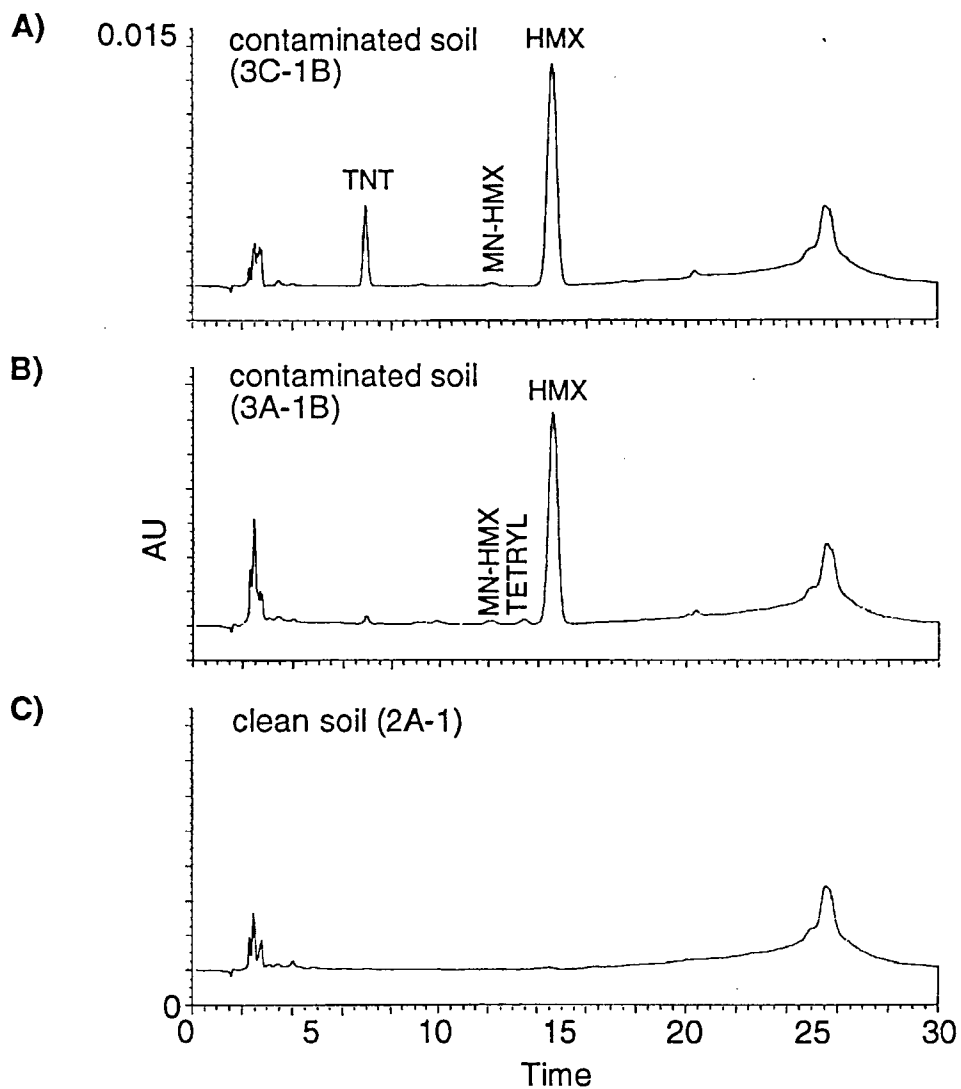 A)
0.015
contaminated soil
(3C-1B)
TNT
MN-HMX
HMX
B)
contaminated soil
(3A-1B)
MN-HMX
TETRYL
HMX
AU
C)
clean soil (2A-1)
0
0 5 10 15 20 25 30
Time